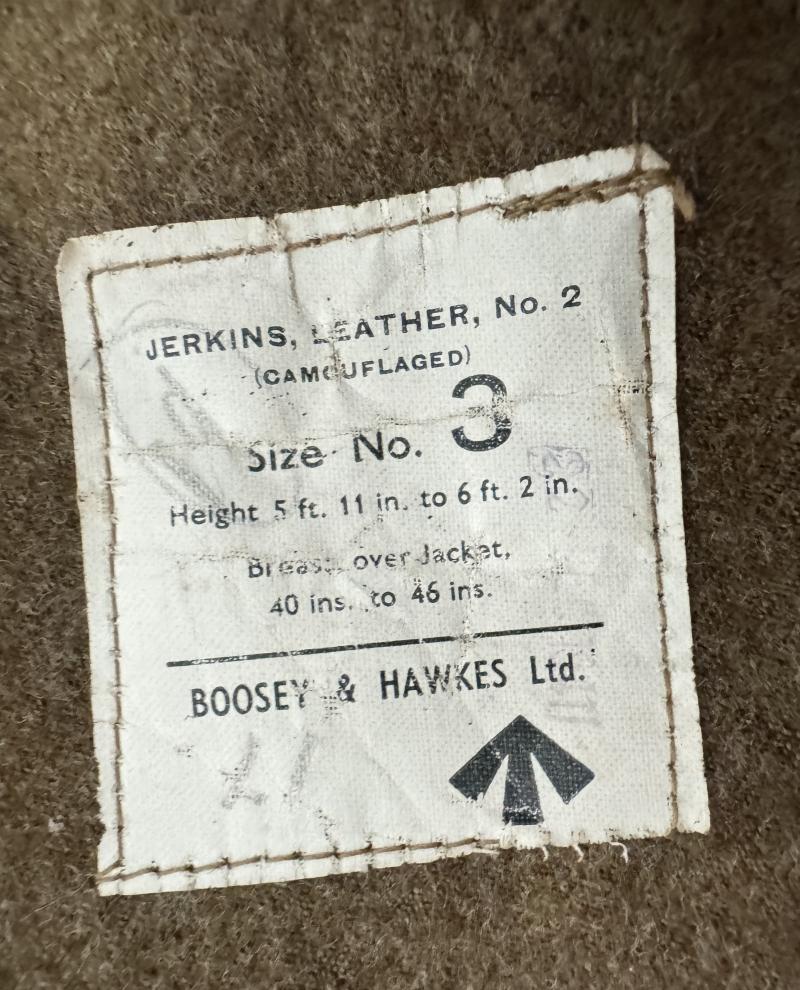 JERKINS, LEATHER, No. 2
(CAMOUFLAGED)
Size No. 3
Height 5 ft. 11 in. to 6 ft. 2 in.
Breast over Jacket,
40 ins. to 46 ins.
BOOSEY & HAWKES Ltd.